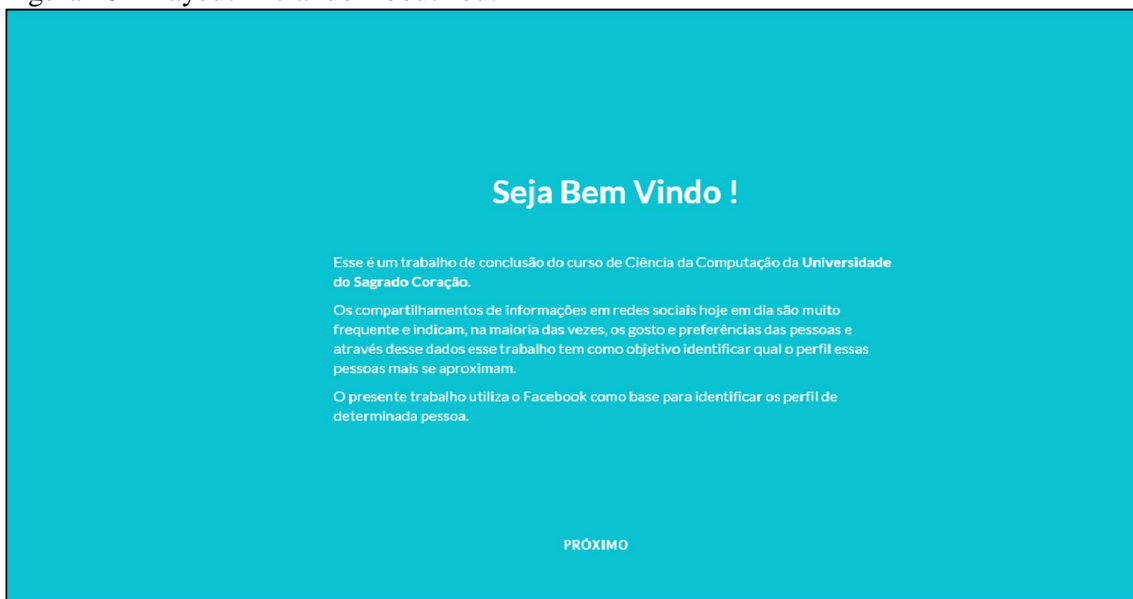 Seja Bem Vindo !
Esse é um trabalho de conclusão do curso de Ciência da Computação da Universidade
do Sagrado Coração.
Os compartilhamentos de informações em redes sociais hoje em dia são muito
frequente e indicam, na maioria das vezes, os gosto e preferências das pessoas e
através desse dados esse trabalho tem como objetivo identificar qual o perfil essas
pessoas mais se aproximam.
O presente trabalho utiliza o Facebook como base para identificar os perfil de
determinada pessoa.
PRÓXIMO